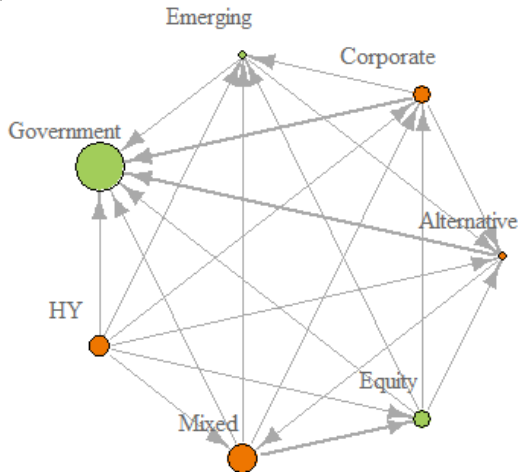 Emerging
Corporate
Government
Alternative
HY
Equity
Mixed